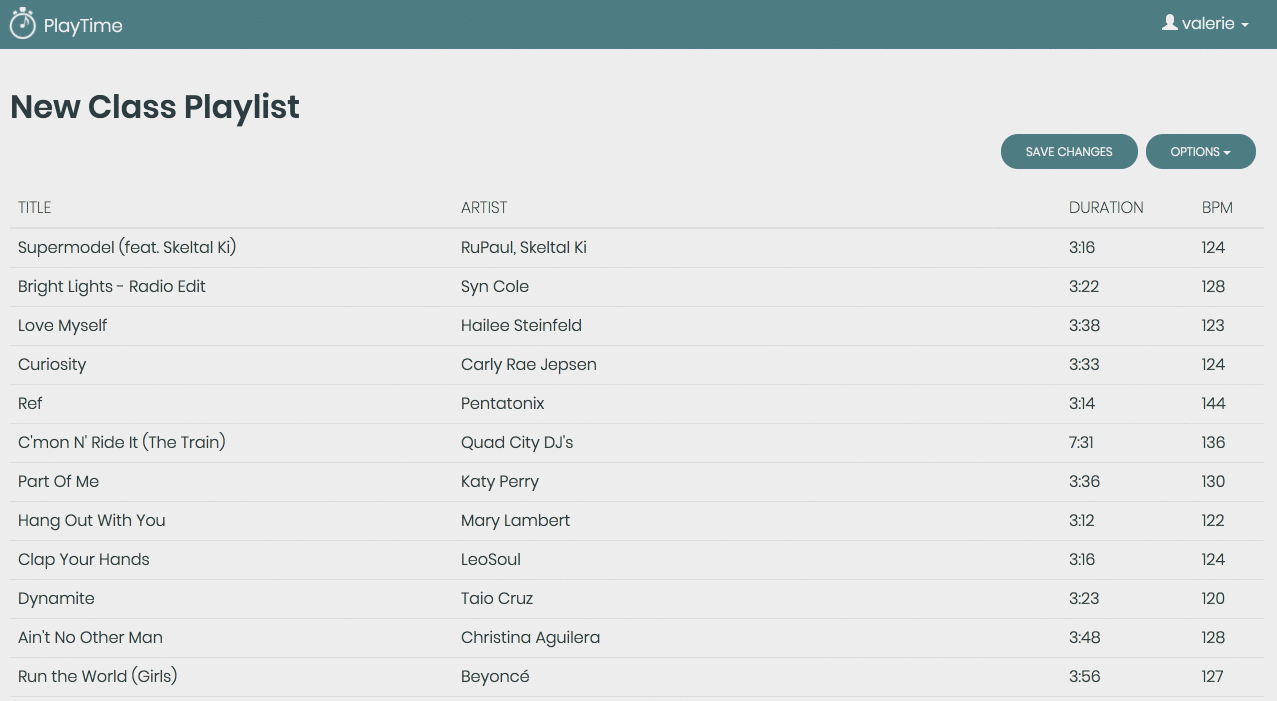 PlayTime
valerie
New Class Playlist
SAVE CHANGES OPTIONS
TITLE ARTIST DURATION BPM
Supermodel (feat. Skeltal Ki) RuPaul, Skeltal Ki 3:16 124
Bright Lights - Radio Edit Syn Cole 3:22 128
Love Myself Hailee Steinfeld 3:38 123
Curiosity Carly Rae Jepsen 3:33 124
Ref Pentatonix 3:14 144
C'mon N' Ride It (The Train) Quad City DJ's 7:31 136
Part Of Me Katy Perry 3:36 130
Hang Out With You Mary Lambert 3:12 122
Clap Your Hands LeoSoul 3:16 124
Dynamite Taio Cruz 3:23 120
Ain't No Other Man Christina Aguilera 3:48 128
Run the World (Girls) Beyoncé 3:56 127